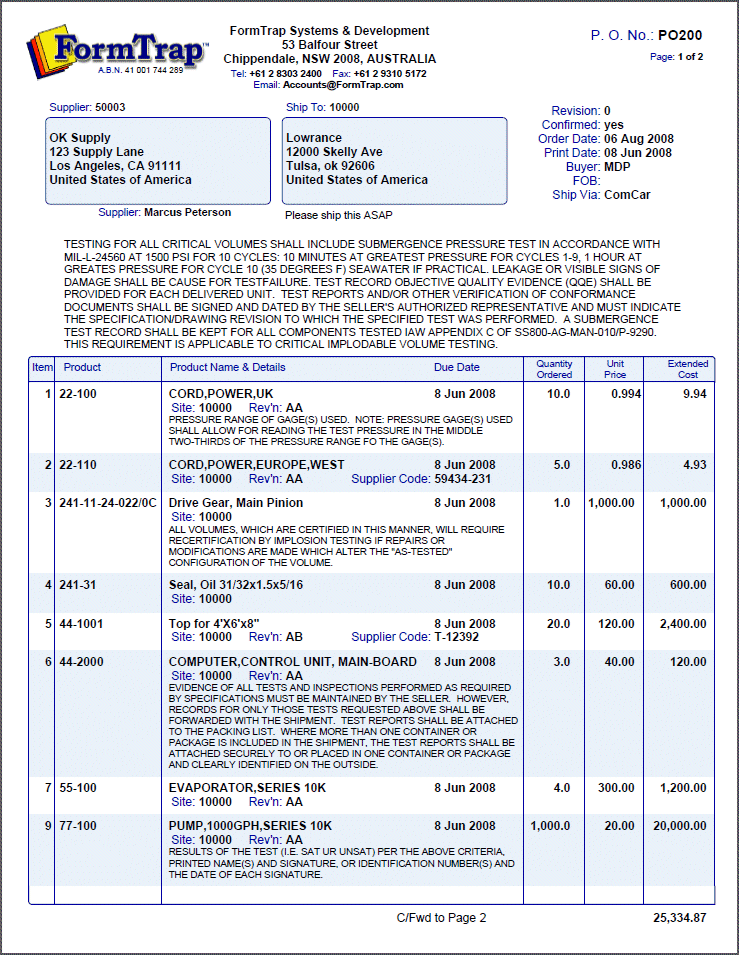 FormTrap™
A.B.N. 41 001 744 289
FormTrap Systems & Development
53 Balfour Street
Chippendale, NSW 2008, AUSTRALIA
Tel: +61 2 8303 2400 Fax: +61 2 9310 5172
Email: Accounts@FormTrap.com
P. O. No.: PO200
Page: 1 of 2
Supplier: 50003
OK Supply
123 Supply Lane
Los Angeles, CA 91111
United States of America
Supplier: Marcus Peterson
Ship To: 10000
Lowrance
12000 Skelly Ave
Tulsa, ok 92606
United States of America
Please ship this ASAP
Revision: 0
Confirmed: yes
Order Date: 06 Aug 2008
Print Date: 08 Jun 2008
Buyer: MDP
FOB:
Ship Via: ComCar
TESTING FOR ALL CRITICAL VOLUMES SHALL INCLUDE SUBMERGENCE PRESSURE TEST IN ACCORDANCE WITH
MIL-L-24560 AT 1500 PSI FOR 10 CYCLES: 10 MINUTES AT GREATEST PRESSURE FOR CYCLES 1-9, 1 HOUR AT
GREATES PRESSURE FOR CYCLE 10 (35 DEGREES F) SEAWATER IF PRACTICAL. LEAKAGE OR VISIBLE SIGNS OF
DAMAGE SHALL BE CAUSE FOR TESTFAILURE. TEST RECORD OBJECTIVE QUALITY EVIDENCE (QQE) SHALL BE
PROVIDED FOR EACH DELIVERED UNIT. TEST REPORTS AND/OR OTHER VERIFICATION OF CONFORMANCE
DOCUMENTS SHALL BE SIGNED AND DATED BY THE SELLER'S AUTHORIZED REPRESENTATIVE AND MUST INDICATE
THE SPECIFICATION/DRAWING REVISION TO WHICH THE SPECIFIED TEST WAS PERFORMED. A SUBMERGENCE
TEST RECORD SHALL BE KEPT FOR ALL COMPONENTS TESTED IAW APPENDIX C OF SS800-AG-MAN-010/P-9290.
THIS REQUIREMENT IS APPLICABLE TO CRITICAL IMPLODABLE VOLUME TESTING.
Item Product Product Name & Details Due Date Quantity Ordered Unit Price Extended Cost
1 22-100 CORD,POWER,UK 8 Jun 2008 10.0 0.994 9.94
Site: 10000 Rev'n: AA
PRESSURE RANGE OF GAGE(S) USED. NOTE: PRESSURE GAGE(S) USED
SHALL ALLOW FOR READING THE TEST PRESSURE IN THE MIDDLE
TWO-THIRDS OF THE PRESSURE RANGE FO THE GAGE(S).
2 22-110 CORD,POWER,EUROPE,WEST 8 Jun 2008 5.0 0.986 4.93
Site: 10000 Rev'n: AA Supplier Code: 59434-231
3 241-11-24-022/0C Drive Gear, Main Pinion 8 Jun 2008 1.0 1,000.00 1,000.00
Site: 10000
ALL VOLUMES, WHICH ARE CERTIFIED IN THIS MANNER, WILL REQUIRE
RECERTIFICATION BY IMPLOSION TESTING IF REPAIRS OR
MODIFICATIONS ARE MADE WHICH ALTER THE "AS-TESTED"
CONFIGURATION OF THE VOLUME.
4 241-31 Seal, Oil 31/32x1.5x5/16 8 Jun 2008 10.0 60.00 600.00
Site: 10000
5 44-1001 Top for 4'X6'x8" 8 Jun 2008 20.0 120.00 2,400.00
Site: 10000 Rev'n: AB Supplier Code: T-12392
6 44-2000 COMPUTER,CONTROL UNIT, MAIN-BOARD 8 Jun 2008 3.0 40.00 120.00
Site: 10000 Rev'n: AA
EVIDENCE OF ALL TESTS AND INSPECTIONS PERFORMED AS REQUIRED
BY SPECIFICATIONS MUST BE MAINTAINED BY THE SELLER. HOWEVER,
RECORDS FOR ONLY THOSE TESTS REQUESTED ABOVE SHALL BE
FORWARDED WITH THE SHIPMENT. TEST REPORTS SHALL BE ATTACHED
TO THE PACKING LIST. WHERE MORE THAN ONE CONTAINER OR
PACKAGE IS INCLUDED IN THE SHIPMENT, THE TEST REPORTS SHALL BE
ATTACHED SECURELY TO OR PLACED IN ONE CONTAINER OR PACKAGE
AND CLEARLY IDENTIFIED ON THE OUTSIDE.
7 55-100 EVAPORATOR,SERIES 10K 8 Jun 2008 4.0 300.00 1,200.00
Site: 10000 Rev'n: AA
9 77-100 PUMP,1000GPH,SERIES 10K 8 Jun 2008 1,000.0 20.00 20,000.00
Site: 10000 Rev'n: AA
RESULTS OF THE TEST (I.E. SAT UR UNSAT) PER THE ABOVE CRITERIA,
PRINTED NAME(S) AND SIGNATURE, OR IDENTIFICATION NUMBER(S) AND
THE DATE OF EACH SIGNATURE.
C/Fwd to Page 2 25,334.87